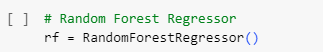 [ ] # Random Forest Regressor
rf = RandomForestRegressor()